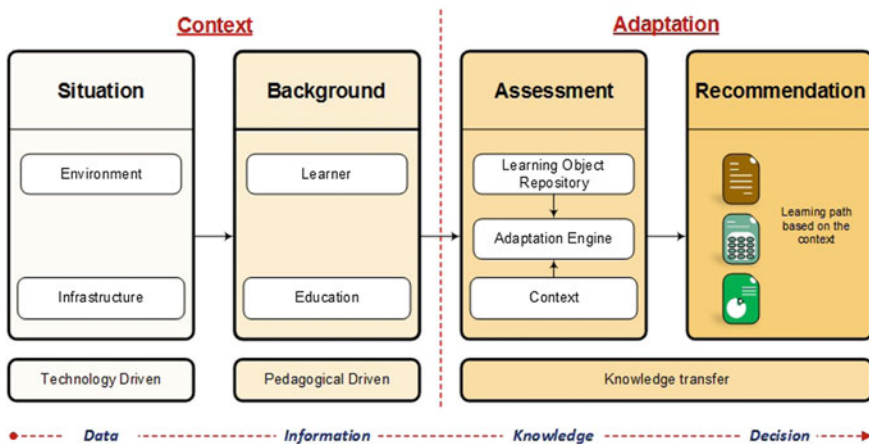 Context
Adaptation
Situation
Environment
Infrastructure
Technology Driven
Background
Learner
Education
Pedagogical Driven
Assessment
Learning Object
Repository
Adaptation Engine
Context
Recommendation
Learning path
based on the
context
Knowledge transfer
Data
Information
Knowledge
Decision